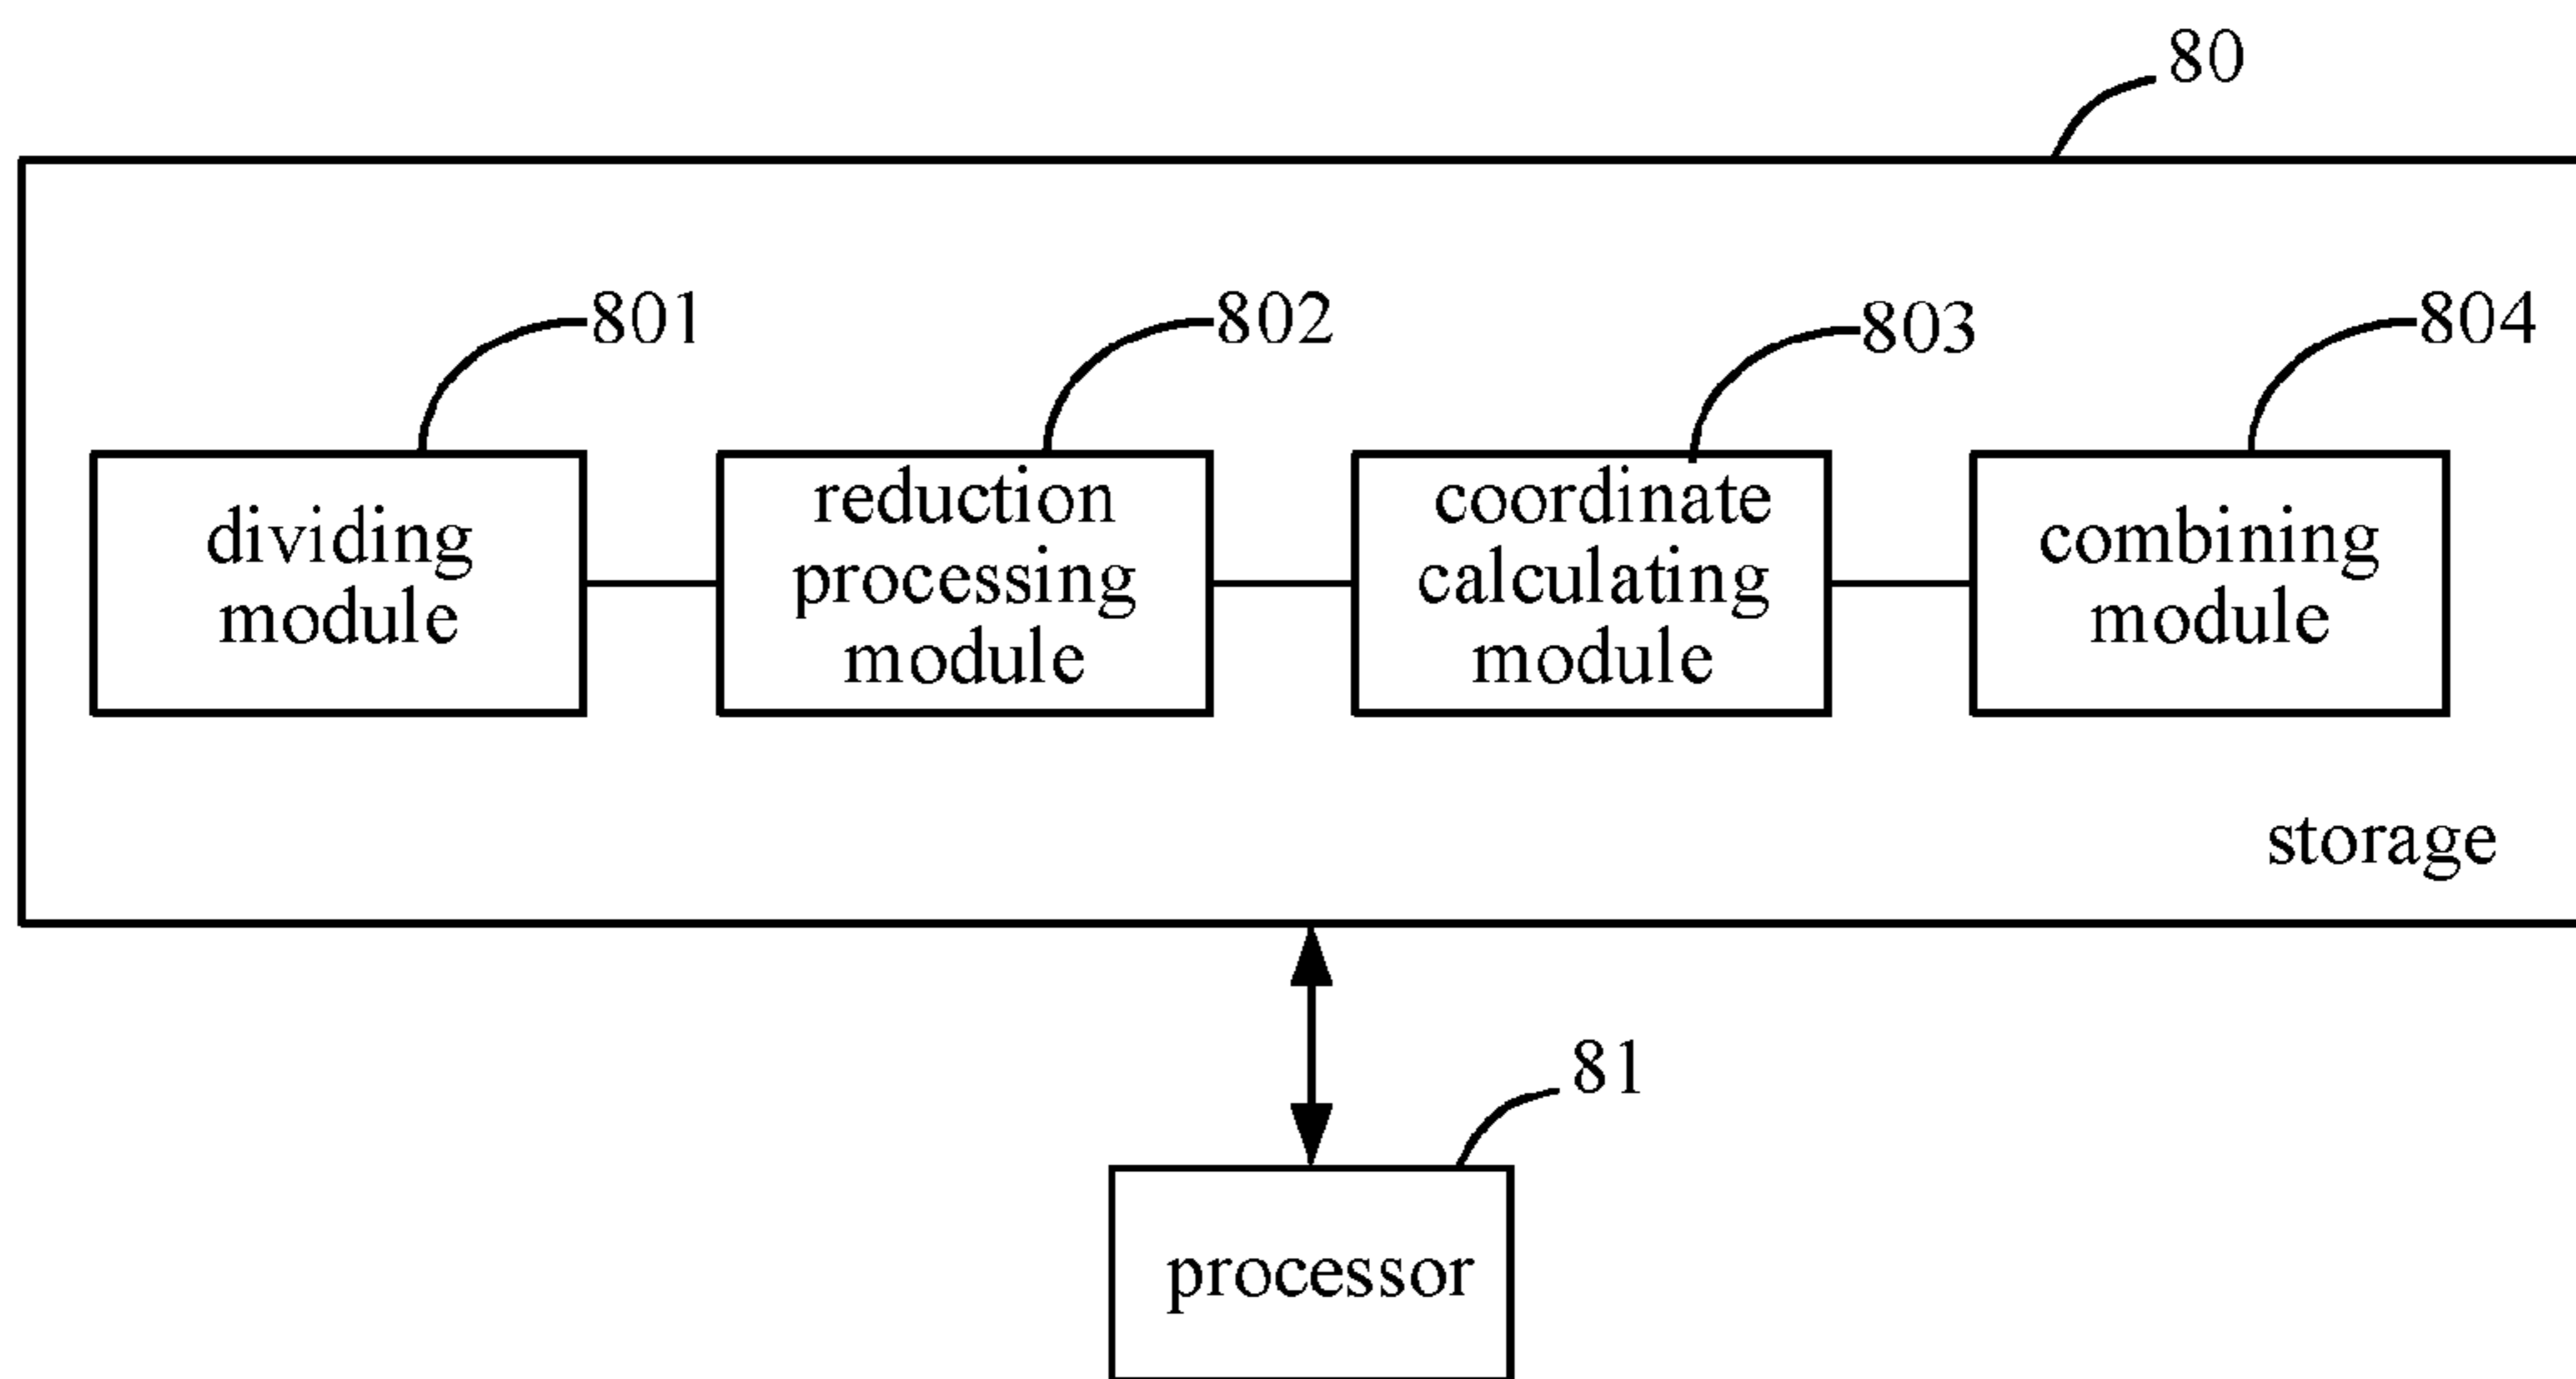 80
801
802
803
804
dividing
module
reduction
processing
module
coordinate
calculating
module
combining
module
storage
81
processor